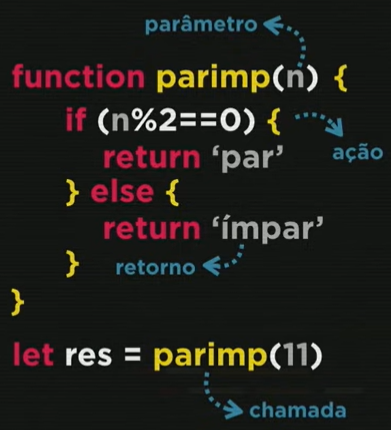 parâmetro
function parimp(n) {
if (n%2==0) {
return ‘par’ ação
} else {
return ‘ímpar’
} retorno
}
let res = parimp(11)
chamada